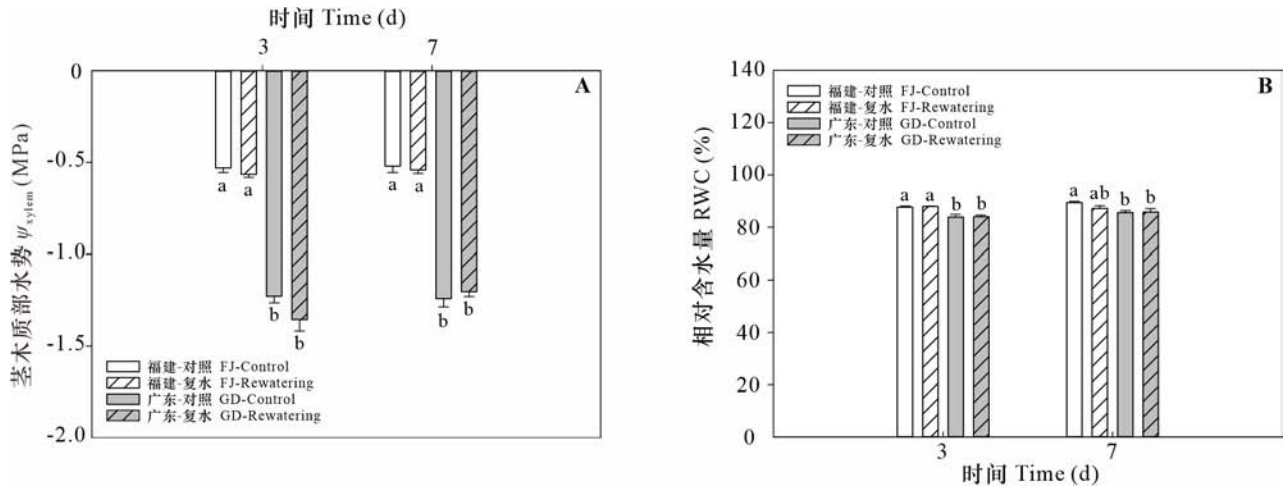 时间 Time (d)
3 7
A
0
-0.5
-1.0
-1.5
-2.0
茎木质部水势 ψxylem (MPa)
a a b b a a b b
福建-对照 FJ-Control
福建-复水 FJ-Rewatering
广东-对照 GD-Control
广东-复水 GD-Rewatering
B
140
120
100
80
60
40
20
0
相对含水量 RWC (%)
福建-对照 FJ-Control
福建-复水 FJ-Rewatering
广东-对照 GD-Control
广东-复水 GD-Rewatering
a a b b a ab b b
3 7
时间 Time (d)